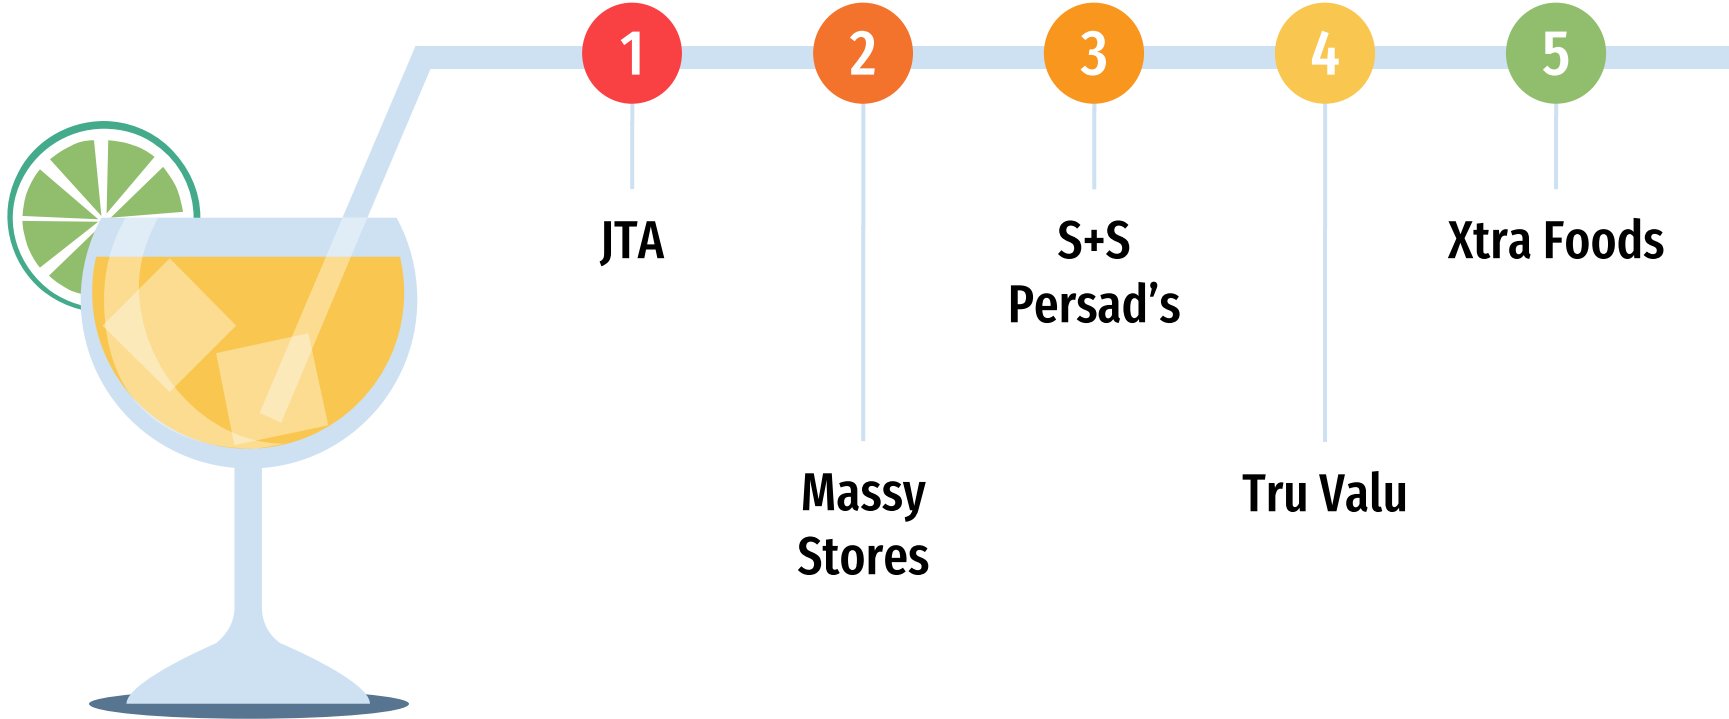 1
2
3
4
5
JTA
Massy
Stores
S+S
Persad’s
Tru Valu
Xtra Foods